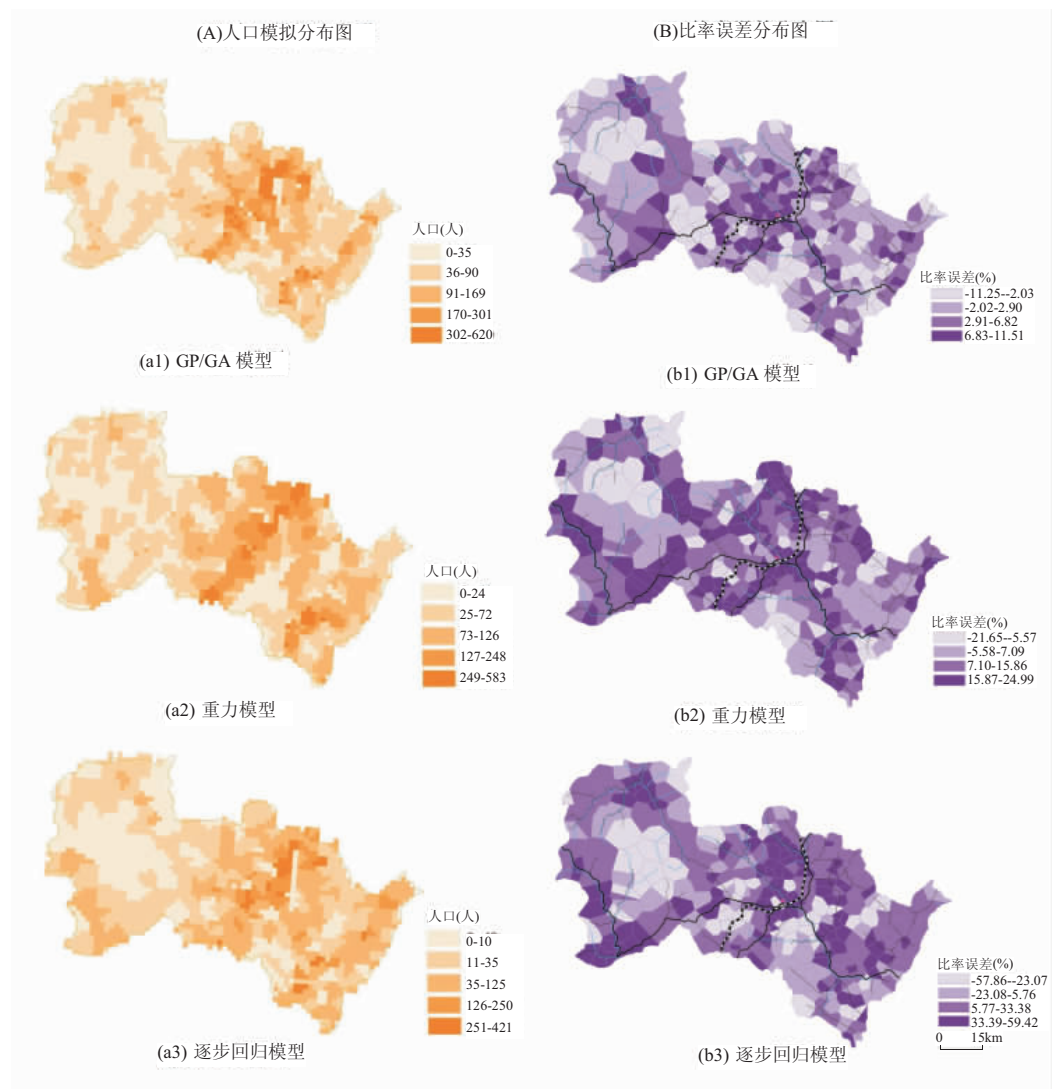 (A)人口模拟分布图
(B)比率误差分布图
人口(人)
0-35
36-90
91-169
170-301
302-620
(a1) GP/GA 模型
比率误差(%)
-11.25--2.03
-2.02-2.90
2.91-6.82
6.83-11.51
(b1) GP/GA 模型
人口(人)
0-24
25-72
73-126
127-248
249-583
(a2) 重力模型
比率误差(%)
-21.65--5.57
-5.58-7.09
7.10-15.86
15.87-24.99
(b2) 重力模型
人口(人)
0-10
11-35
35-125
126-250
251-421
(a3) 逐步回归模型
比率误差(%)
-57.86--23.07
-23.08-5.76
5.77-33.38
33.39-59.42
0 15km
(b3) 逐步回归模型